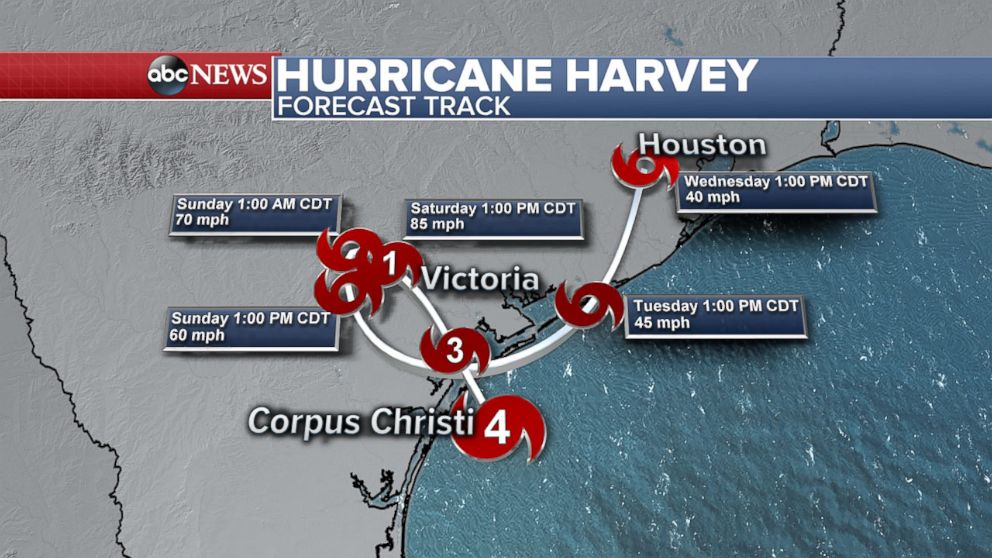 abc NEWS
HURRICANE HARVEY
FORECAST TRACK
Houston
Wednesday 1:00 PM CDT
40 mph
Sunday 1:00 AM CDT
70 mph
Saturday 1:00 PM CDT
85 mph
1
Victoria
Sunday 1:00 PM CDT
60 mph
Tuesday 1:00 PM CDT
45 mph
3
Corpus Christi
4